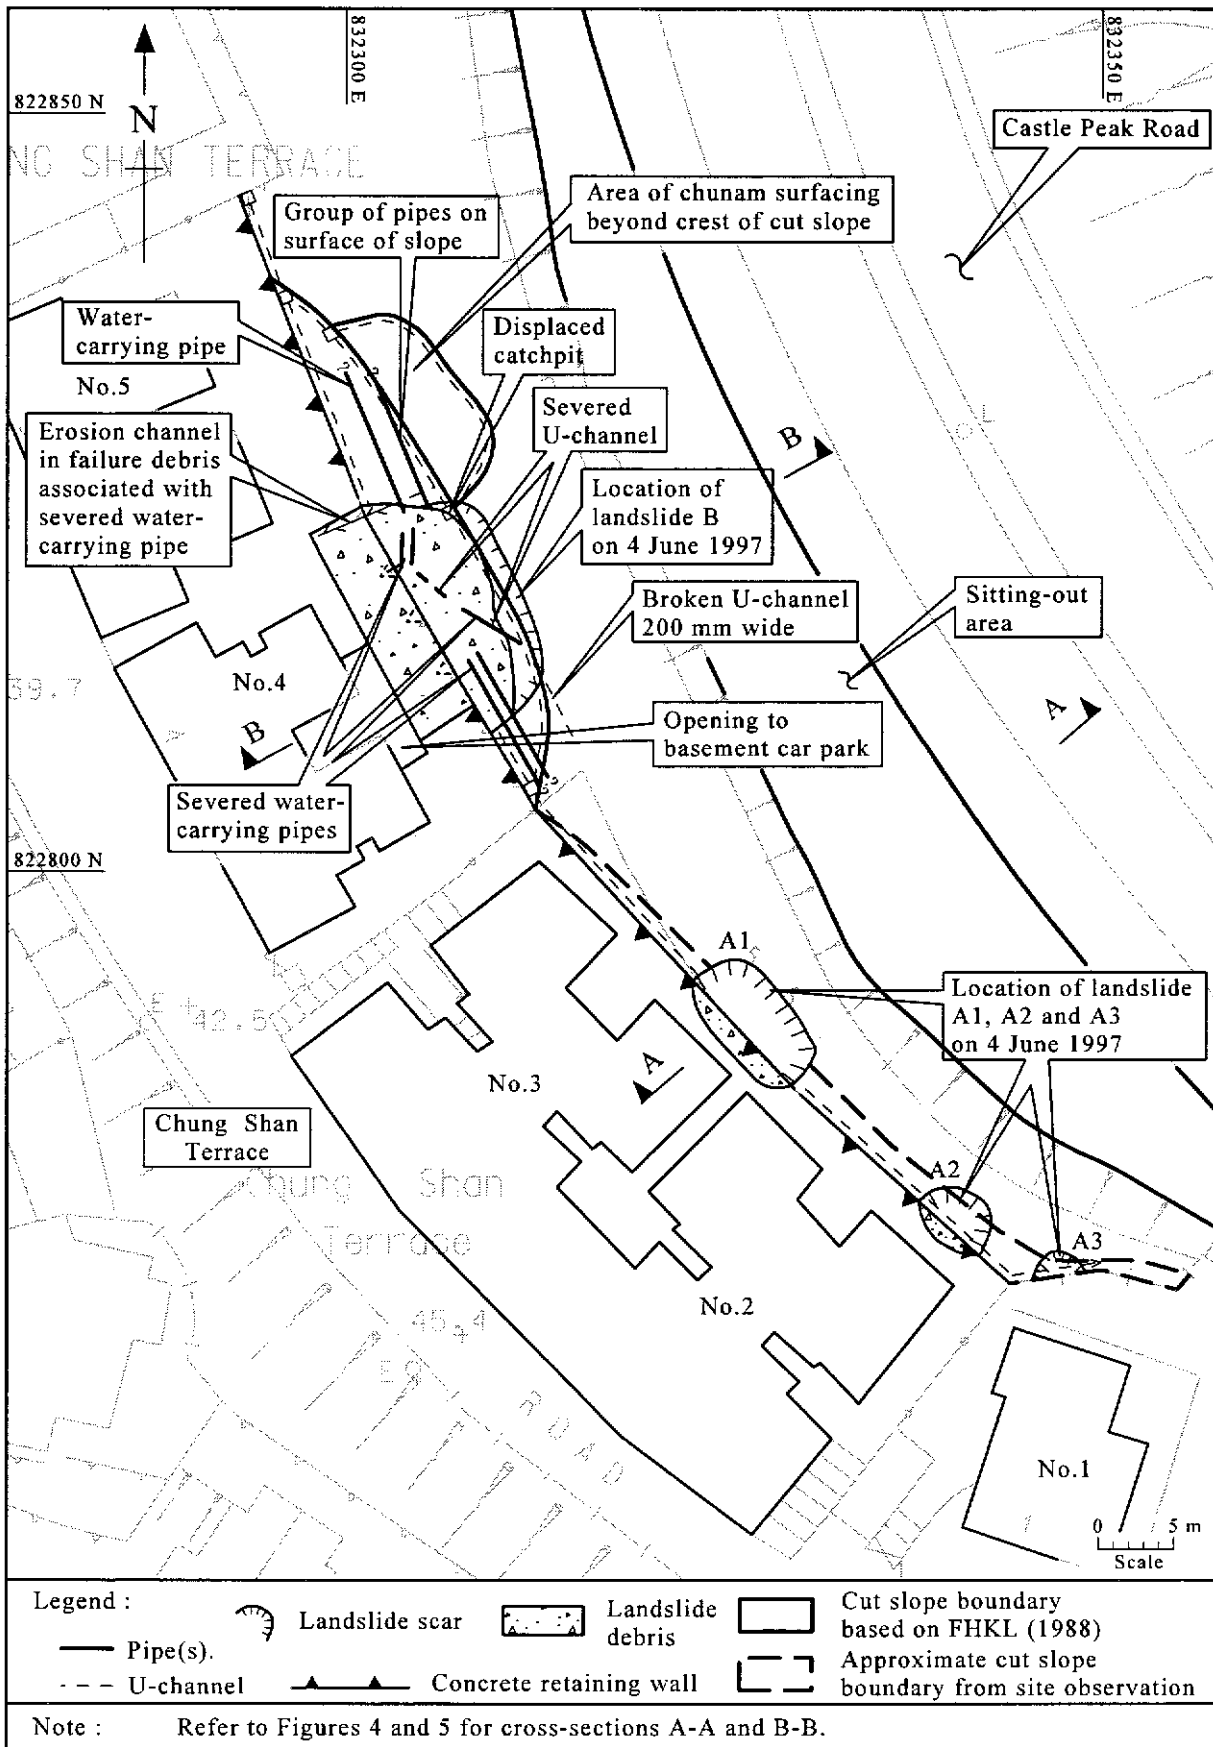 832300 E
832350 E
822850 N
N
NG SHAN TERRACE
Castle Peak Road
Group of pipes on
surface of slope
Area of chunam surfacing
beyond crest of cut slope
Water-
carrying pipe
Displaced
catchpit
No.5
Severed
U-channel
B
Erosion channel
in failure debris
associated with
severed water-
carrying pipe
Location of
landslide B
on 4 June 1997
?
?
Broken U-channel
200 mm wide
Sitting-out
area
59.7
No.4
B
A
Opening to
basement car park
Severed water-
carrying pipes
?
822800 N
A1
Location of landslide
A1, A2 and A3
on 4 June 1997
42.5
No.3
A
Chung Shan
Terrace
Chung Shan
Terrace
A2
A3
No.2
45.4
ROAD
No.1
0 5 m
Scale
Legend :
Landslide scar
Landslide
debris
Cut slope boundary
based on FHKL (1988)
Pipe(s).
U-channel
Concrete retaining wall
Approximate cut slope
boundary from site observation
Note : Refer to Figures 4 and 5 for cross-sections A-A and B-B.